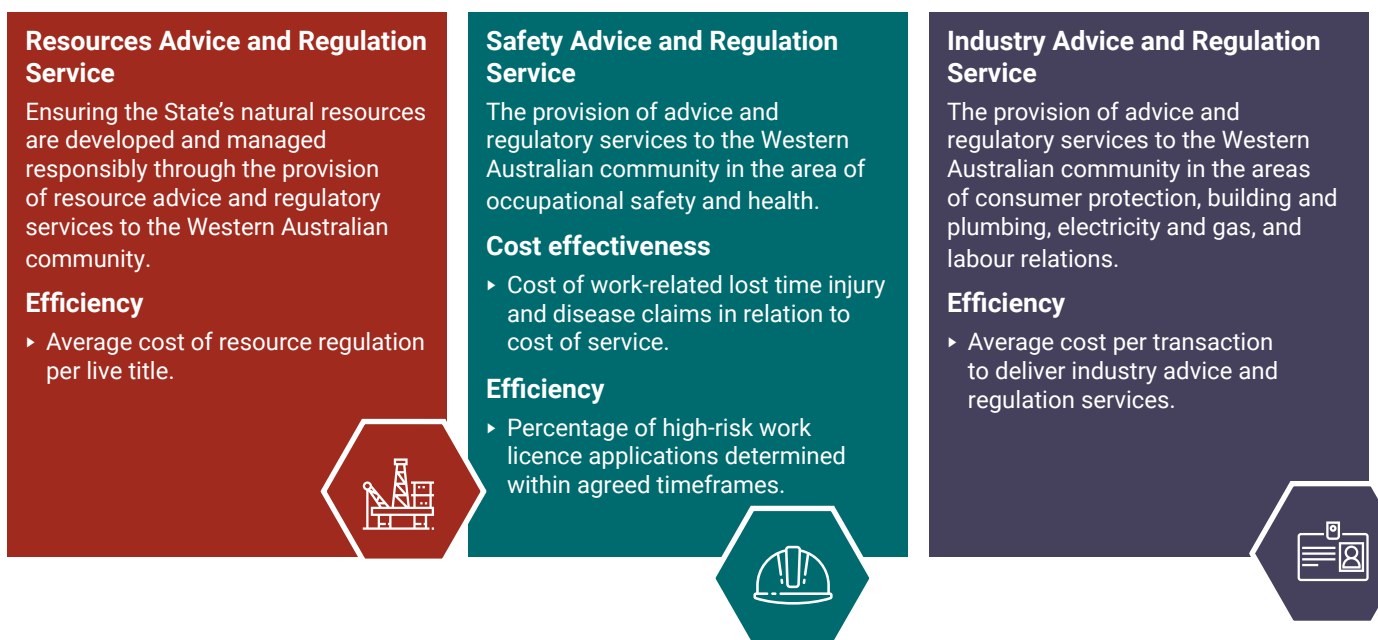 Resources Advice and Regulation
Service
Ensuring the State’s natural resources
are developed and managed
responsibly through the provision
of resource advice and regulatory
services to the Western Australian
community.
Efficiency
‣ Average cost of resource regulation
per live title.
Safety Advice and Regulation
Service
The provision of advice and
regulatory services to the Western
Australian community in the area of
occupational safety and health.
Cost effectiveness
‣ Cost of work-related lost time injury
and disease claims in relation to
cost of service.
Efficiency
‣ Percentage of high-risk work
licence applications determined
within agreed timeframes.
Industry Advice and Regulation
Service
The provision of advice and
regulatory services to the Western
Australian community in the areas
of consumer protection, building and
plumbing, electricity and gas, and
labour relations.
Efficiency
‣ Average cost per transaction
to deliver industry advice and
regulation services.